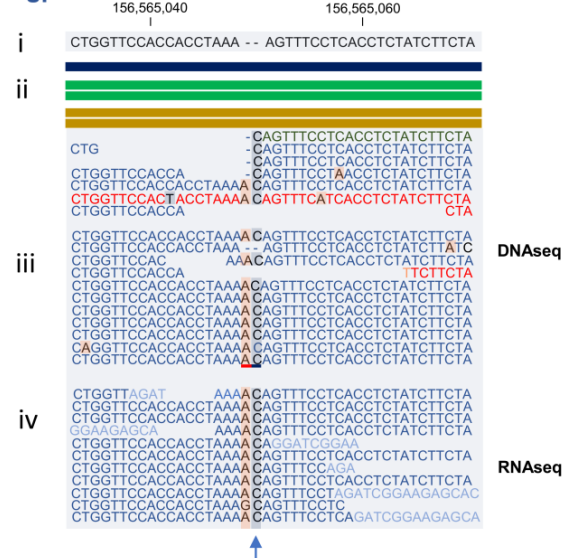 156,565,040 156,565,060
i CTGGTTCCACCACCTAAA -- AGTTTCCTCACCTCTATCTTCTA
ii
-CAGTTTCCTCACCTCTATCTTCTA
CTG -CAGTTTCCTCACCTCTATCTTCTA
-CAGTTTCCTCACCTCTATCTTCTA
CTGGTTCCACCA -CAGTTTCCTAACCTCTATCTTCTA
CTGGTTCCACCACCTAAAACAGTTTCCTCACCTCTATCTTCTA
CTGGTTCCACTACCTAAAACAGTTTCATCACCTCTATCTTCTA
CTGGTTCCACCA CTA
CTGGTTCCACCACCTAAAACAGTTTCCTCACCTCTATCTTCTA
CTGGTTCCACCACCTAAA -- AGTTTCCTCACCTCTATCTTATC
DNAseq
iii CTGGTTCCAC AAACAGTTTCCTCACCTCTATCTTCTA
CTGGTTCCACCA TTCTTCTA
CTGGTTCCACCACCTAAAACAGTTTCCTCACCTCTATCTTCTA
CTGGTTCCACCACCTAAAACAGTTTCCTCACCTCTATCTTCTA
CTGGTTCCACCACCTAAAACAGTTTCCTCACCTCTATCTTCTA
CTGGTTCCACCACCTAAAACAGTTTCCTCACCTCTATCTTCTA
CTGGTTCCACCACCTAAAACAGTTTCCTCACCTCTATCTTCTA
CAGGTTCCACCACCTAAAACAGTTTCCTCACCTCTATCTTCTA
CTGGTTCCACCACCTAAAACAGTTTCCTCACCTCTATCTTCTA
CTGGTTAGAT AAAACAGTTTCCTCACCTCTATCTTCTA
CTGGTTCCACCACCTAAAACAGTTTCCTCACCTCTATCTTCTA
iv CTGGTTCCACCACCTAAAACAGTTTCCTCACCTCTATCTTCTA
GGAAGAGCA AAAACAGTTTCCTCACCTCTATCTTCTA
CTGGTTCCACCACCTAAAACAGGATCGGAA
CTGGTTCCACCACCTAAAACAGTTTCCTCACCTCTATCTTCTA
CTGGTTCCACCACCTAAAACAGTTTCCAGA
RNAseq
CTGGTTCCACCACCTAAAACAGTTTCCTCACCTCTATCTTCTA
CTGGTTCCACCACCTAAAACAGTTTCCTAGATCGGAAGAGCAC
CTGGTTCCACCACCTAAAGCAGTTTCCTC
CTGGTTCCACCACCTAAAACAGTTTCCTCAGATCGGAAGAGCA